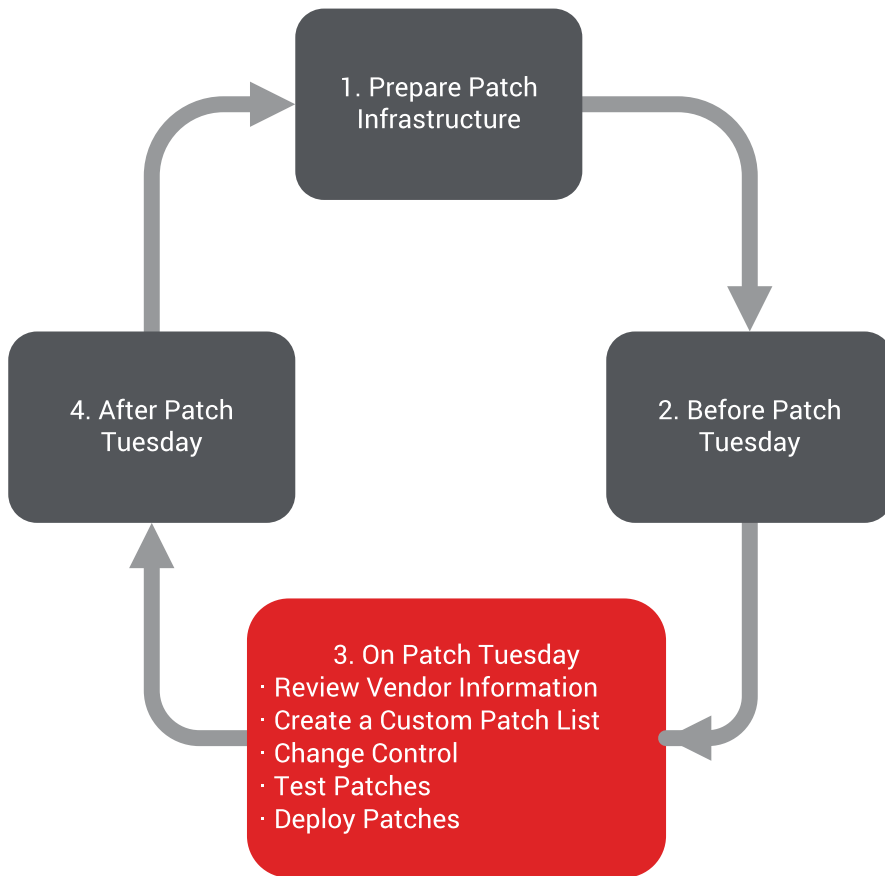 1. Prepare Patch
Infrastructure
2. Before Patch
Tuesday
3. On Patch Tuesday
· Review Vendor Information
· Create a Custom Patch List
· Change Control
· Test Patches
· Deploy Patches
4. After Patch
Tuesday